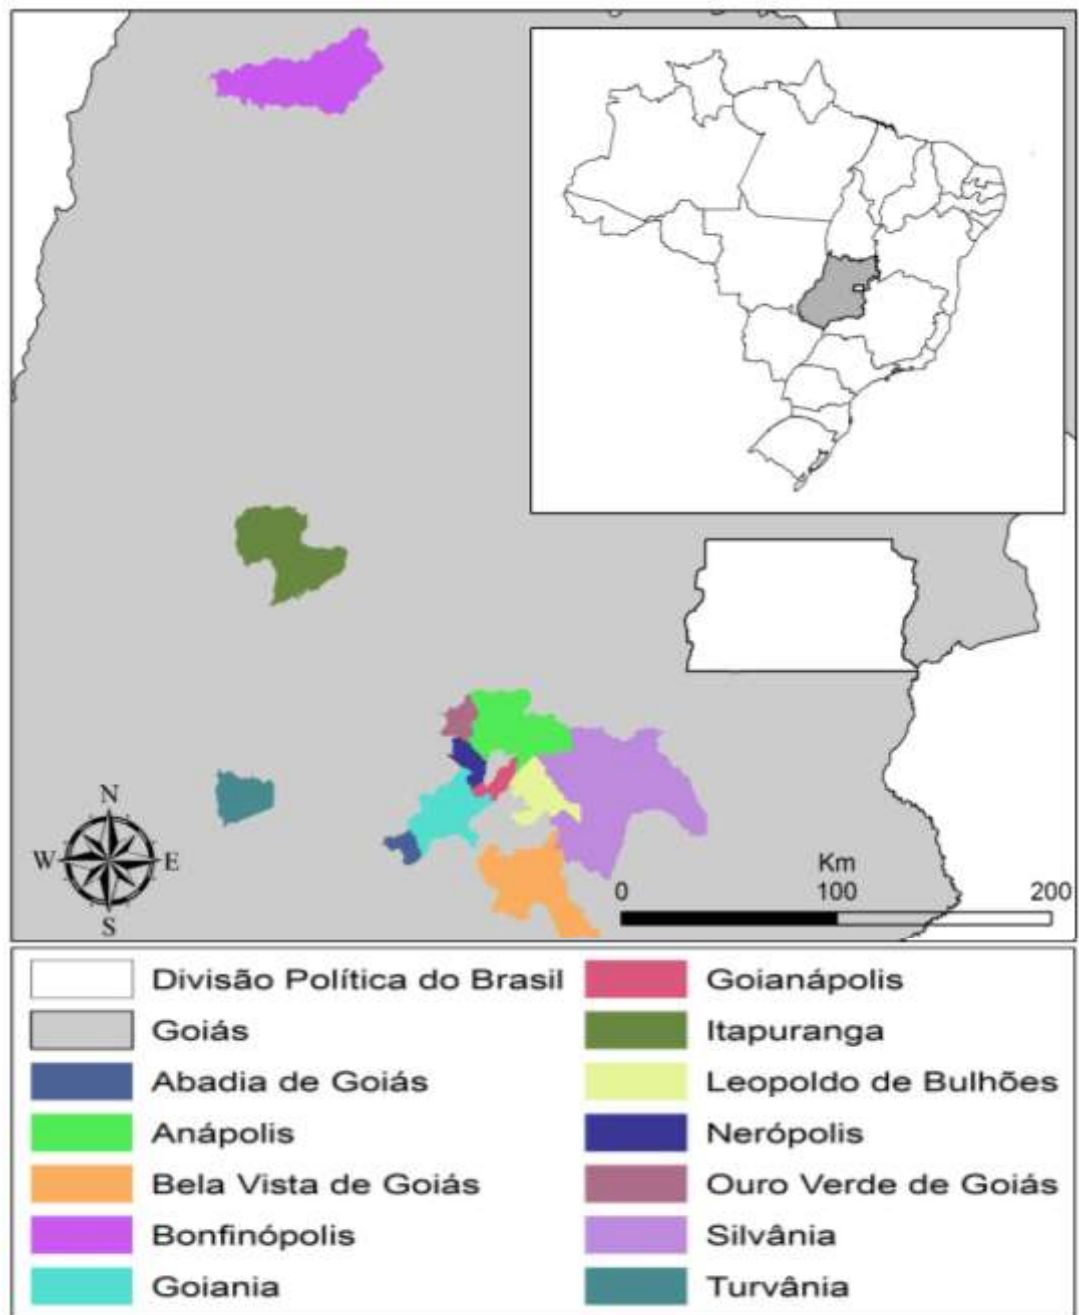 N
W E
S
Km
0 100 200
Divisão Política do Brasil
Goiás
Abadia de Goiás
Anápolis
Bela Vista de Goiás
Bonfinópolis
Goiania
Goianápolis
Itapuranga
Leopoldo de Bulhões
Nerópolis
Ouro Verde de Goiás
Silvânia
Turvânia